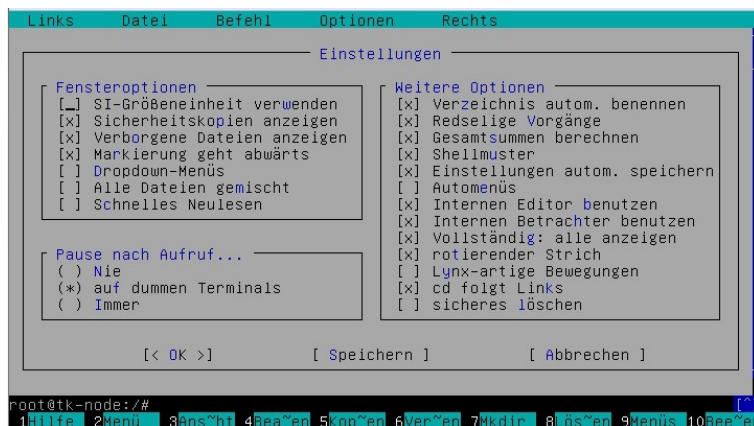 Links Datei Befehl Optionen Rechts
Einstellungen
Fensteroptionen
[_] SI-Größeneinheit verwenden
[x] Sicherheitskopien anzeigen
[x] Verborgene Dateien anzeigen
[x] Markierung geht abwärts
[ ] Dropdown-Menüs
[ ] Alle Dateien gemischt
[ ] Schnelles Neulesen
Pause nach Aufruf...
( ) Nie
(*) auf dummen Terminals
( ) Immer
Weitere Optionen
[x] Verzeichnis autom. benennen
[x] Redselige Vorgänge
[x] Gesamtsummen berechnen
[x] Shellmuster
[x] Einstellungen autom. speichern
[ ] Automenüs
[x] Internen Editor benutzen
[x] Internen Betrachter benutzen
[x] Vollständig: alle anzeigen
[x] rotierender Strich
[ ] Lynx-artige Bewegungen
[x] cd folgt Links
[ ] sicheres löschen
[< OK >] [ Speichern ] [ Abbrechen ]
root@tk-node:/# [^
1Hilfe 2Menü 3Ans~ht 4Bea~en 5Kop~en 6Ver~en 7Mkdir 8Lös~en 9Menüs 10Bee~e